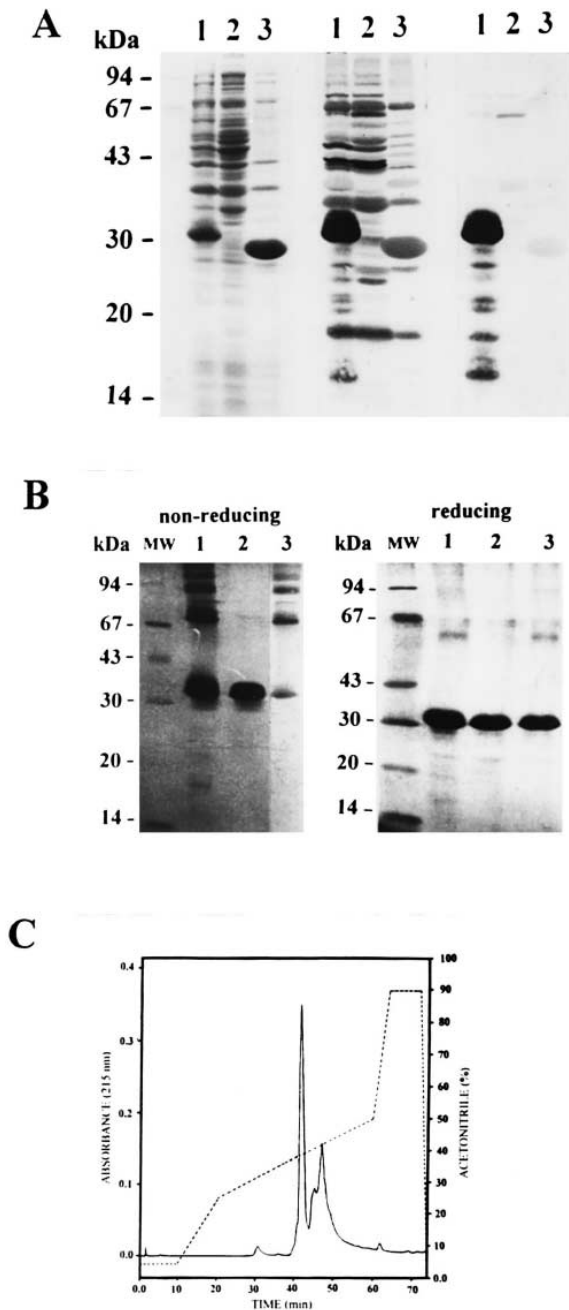 A
kDa 1 2 3 1 2 3 1 2 3
94 -
67 -
43 -
30 -
20 -
14 -
B
non-reducing
kDa MW 1 2 3
94 -
67 -
43 -
30 -
20 -
14 -
reducing
kDa MW 1 2 3
94 -
67 -
43 -
30 -
20 -
14 -
C
ABSORBANCE (215 nm)
0.4
0.3
0.2
0.1
0.0
0.0 10 20 30 40 50 60 70
TIME (min)
100
90
80
70
60
50
40
30
20
10
0.0
ACETONITRILE (%)